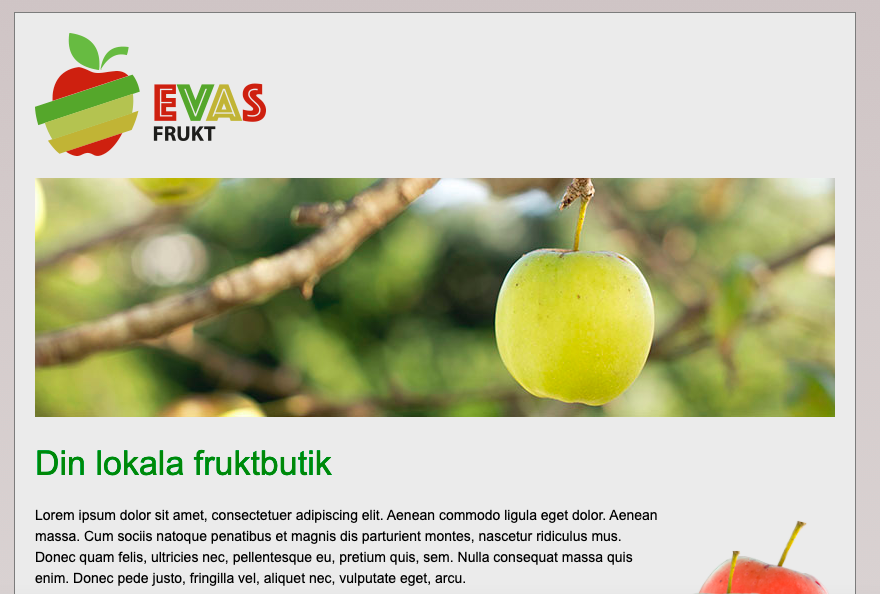 EVAS
FRUKT
Din lokala fruktbutik
Lorem ipsum dolor sit amet, consectetuer adipiscing elit. Aenean commodo ligula eget dolor. Aenean
massa. Cum sociis natoque penatibus et magnis dis parturient montes, nascetur ridiculus mus.
Donec quam felis, ultricies nec, pellentesque eu, pretium quis, sem. Nulla consequat massa quis
enim. Donec pede justo, fringilla vel, aliquet nec, vulputate eget, arcu.